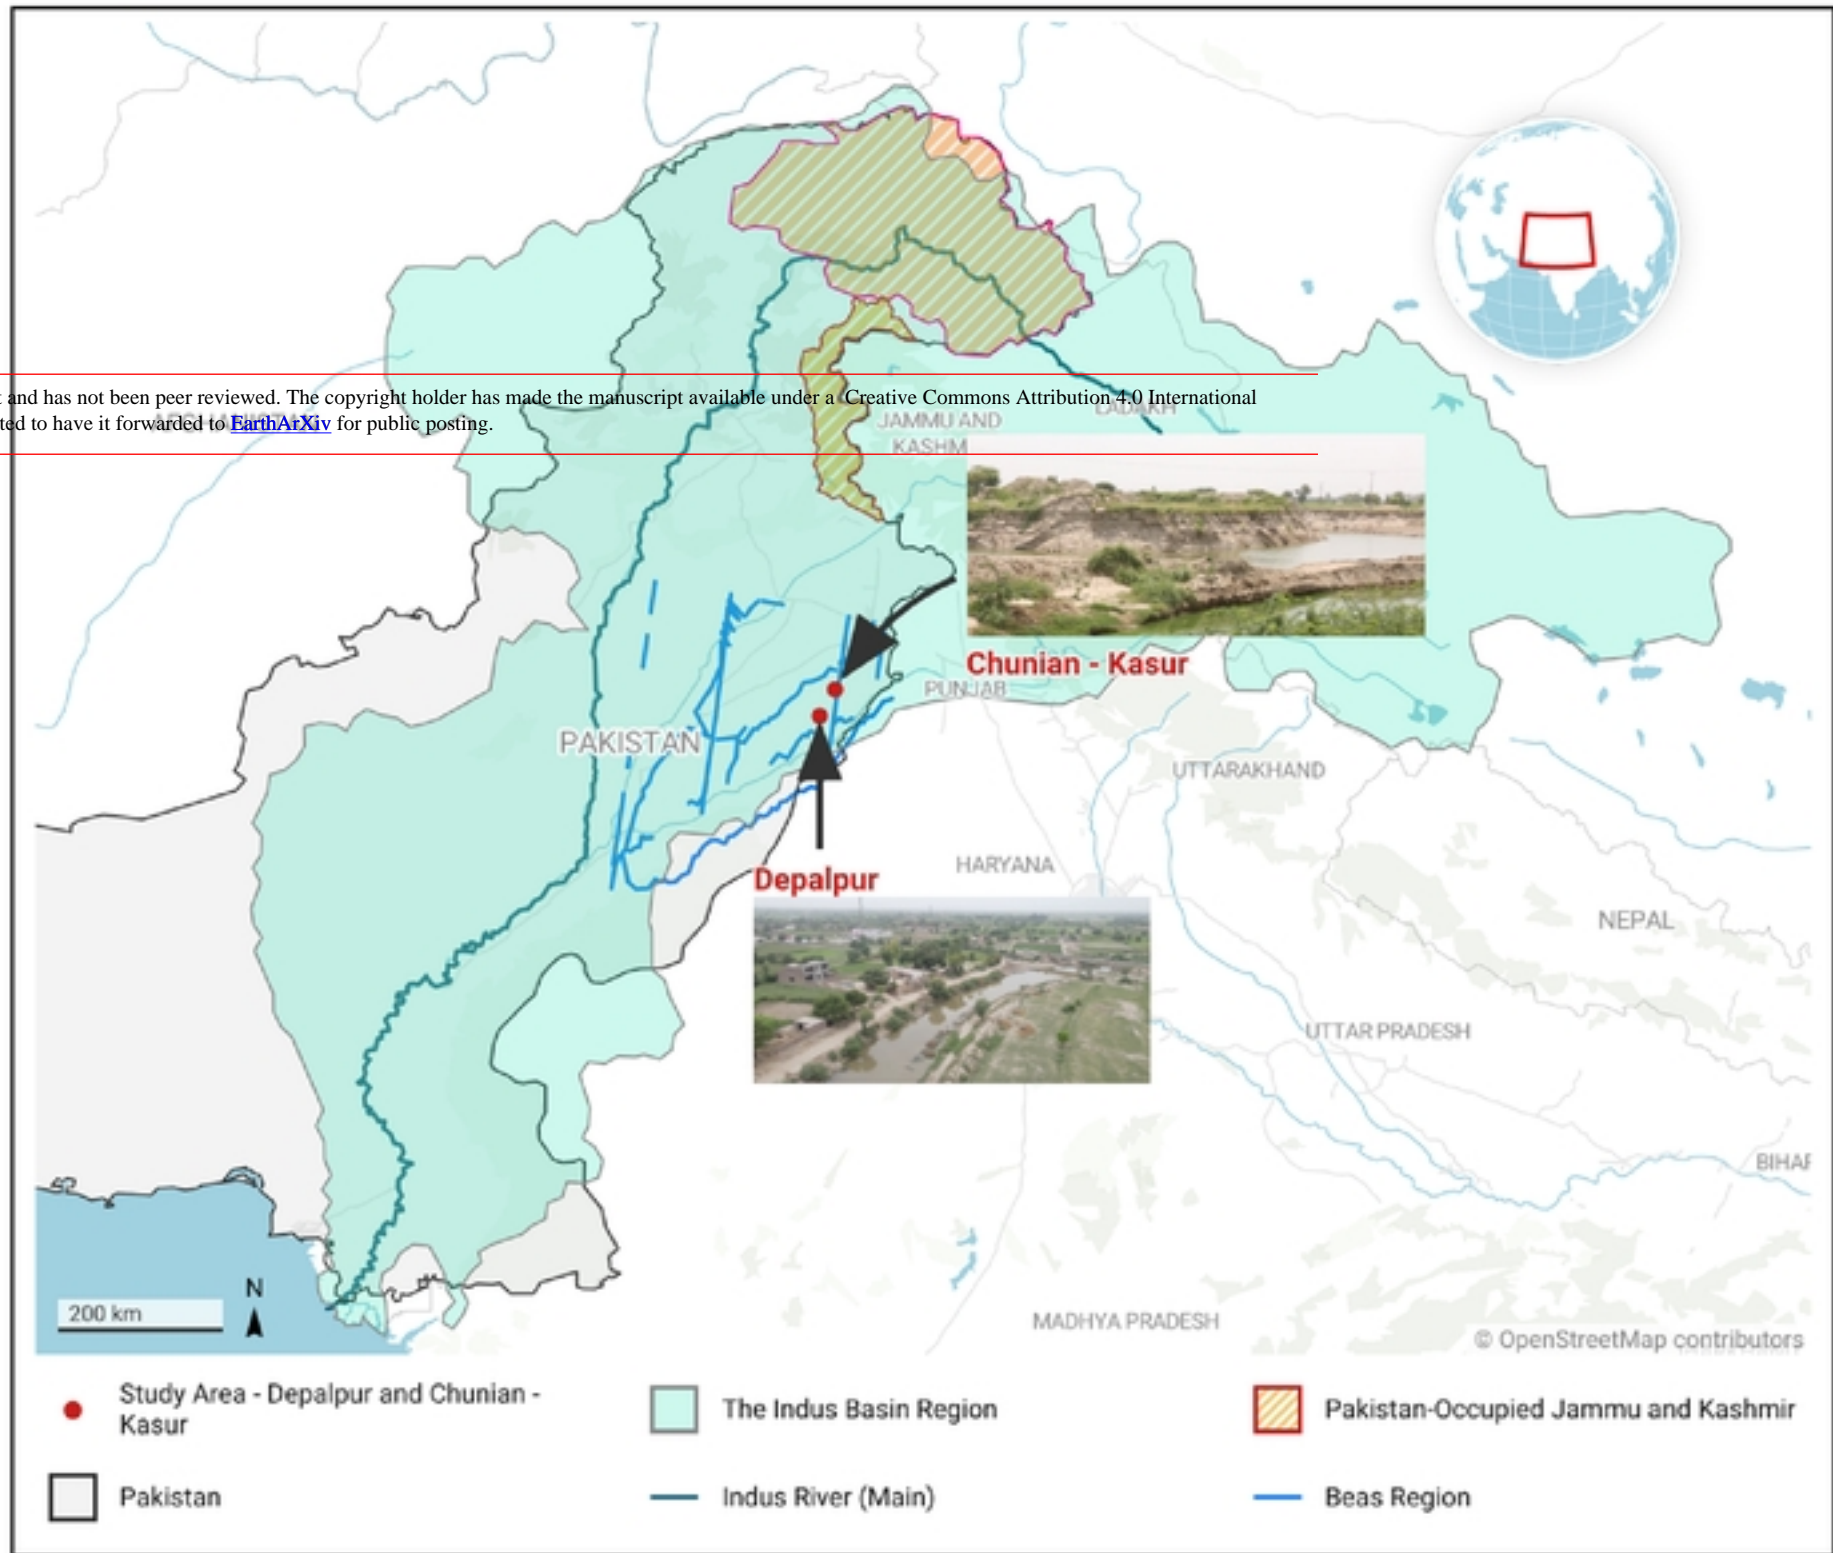 t and has not been peer reviewed. The copyright holder has made the manuscript available under a Creative Commons Attribution 4.0 International
ted to have it forwarded to EarthArXiv for public posting.
AFGHANISTAN
JAMMU AND
KASHM
LADAKH
Chunian - Kasur
PUNJAB
PAKISTAN
UTTARAKHAND
HARYANA
Depalpur
NEPAL
UTTAR PRADESH
BIHAR
N
200 km
MADHYA PRADESH
© OpenStreetMap contributors
Study Area - Depalpur and Chunian -
Kasur
The Indus Basin Region
Pakistan-Occupied Jammu and Kashmir
Pakistan
Indus River (Main)
Beas Region